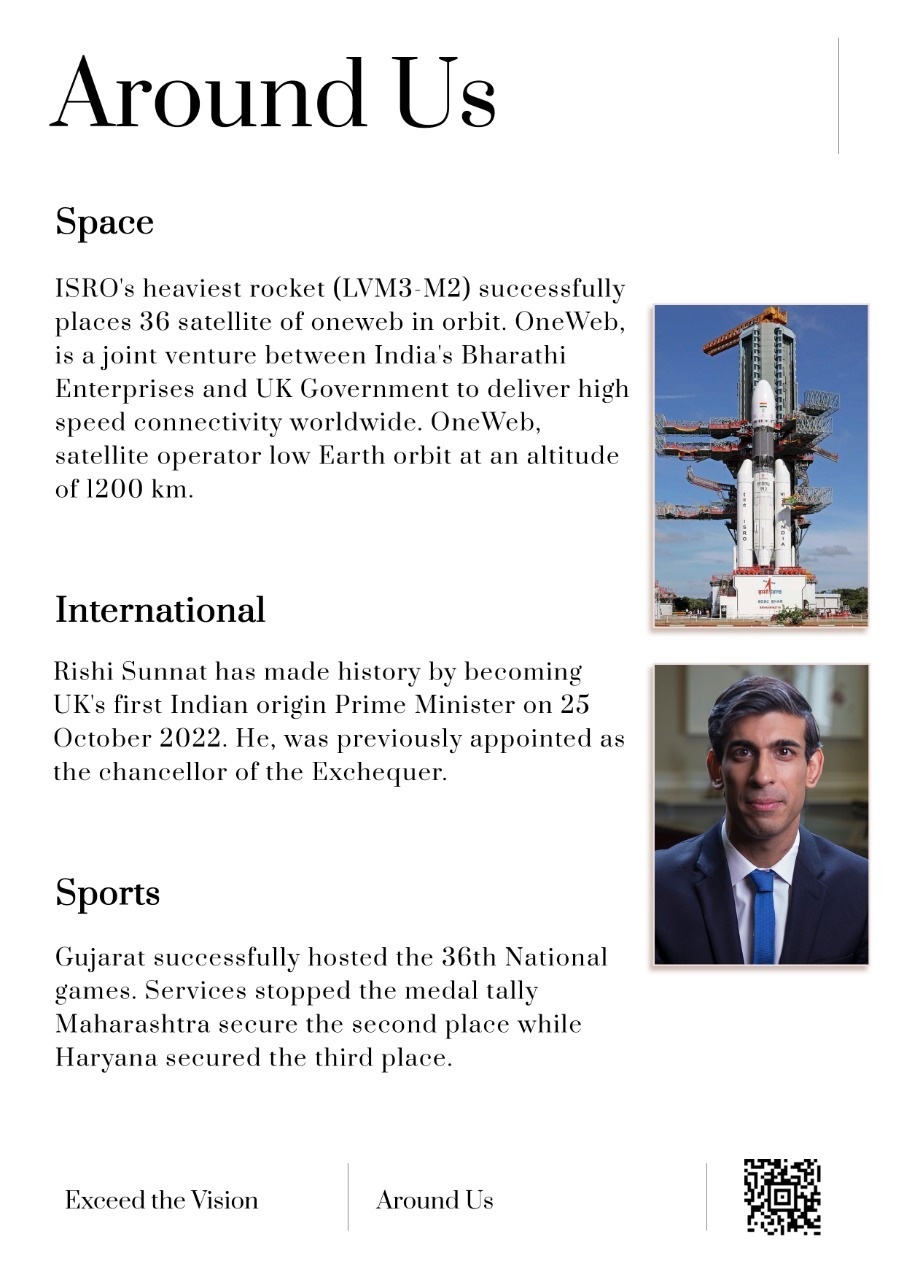 Around Us
Space
ISRO's heaviest rocket (LVM3-M2) successfully
places 36 satellite of oneweb in orbit. OneWeb,
is a joint venture between India's Bharathi
Enterprises and UK Government to deliver high
speed connectivity worldwide. OneWeb,
satellite operator low Earth orbit at an altitude
of 1200 km.
International
Rishi Sunnat has made history by becoming
UK's first Indian origin Prime Minister on 25
October 2022. He, was previously appointed as
the chancellor of the Exchequer.
Sports
Gujarat successfully hosted the 36th National
games. Services stopped the medal tally
Maharashtra secure the second place while
Haryana secured the third place.
Exceed the Vision
Around Us